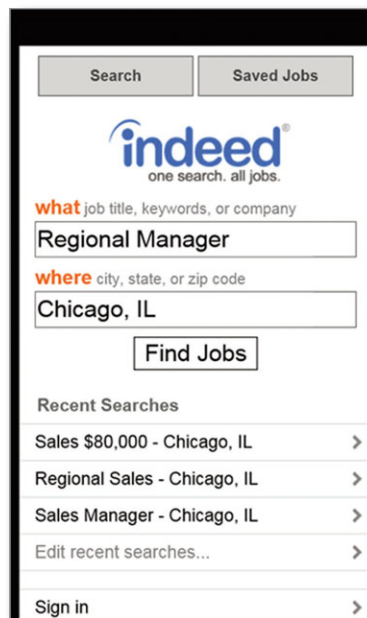 Search Saved Jobs
indeed®
one search. all jobs.
what job title, keywords, or company
Regional Manager
where city, state, or zip code
Chicago, IL
Find Jobs
Recent Searches
Sales $80,000 - Chicago, IL
Regional Sales - Chicago, IL
Sales Manager - Chicago, IL
Edit recent searches...
Sign in